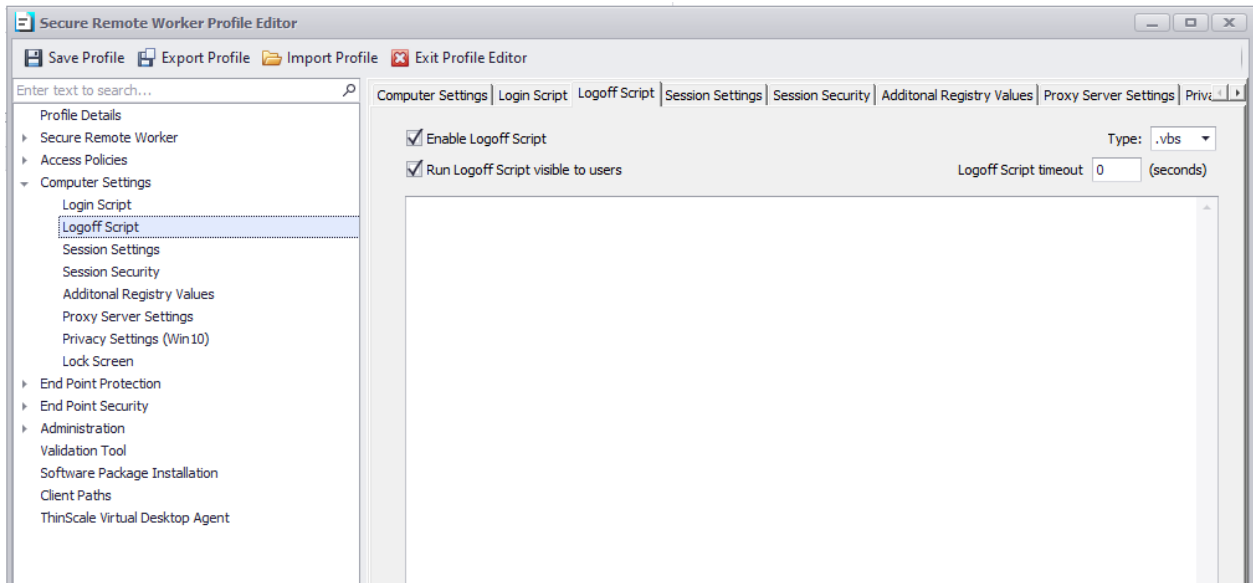 Secure Remote Worker Profile Editor
Save Profile Export Profile Import Profile Exit Profile Editor
Enter text to search...
Profile Details
Secure Remote Worker
Access Policies
Computer Settings
Login Script
Logoff Script
Session Settings
Session Security
Additonal Registry Values
Proxy Server Settings
Privacy Settings (Win10)
Lock Screen
End Point Protection
End Point Security
Administration
Validation Tool
Software Package Installation
Client Paths
ThinScale Virtual Desktop Agent
Computer Settings Login Script Logoff Script Session Settings Session Security Additonal Registry Values Proxy Server Settings Priva
Enable Logoff Script Type: .vbs
Run Logoff Script visible to users Logoff Script timeout 0 (seconds)